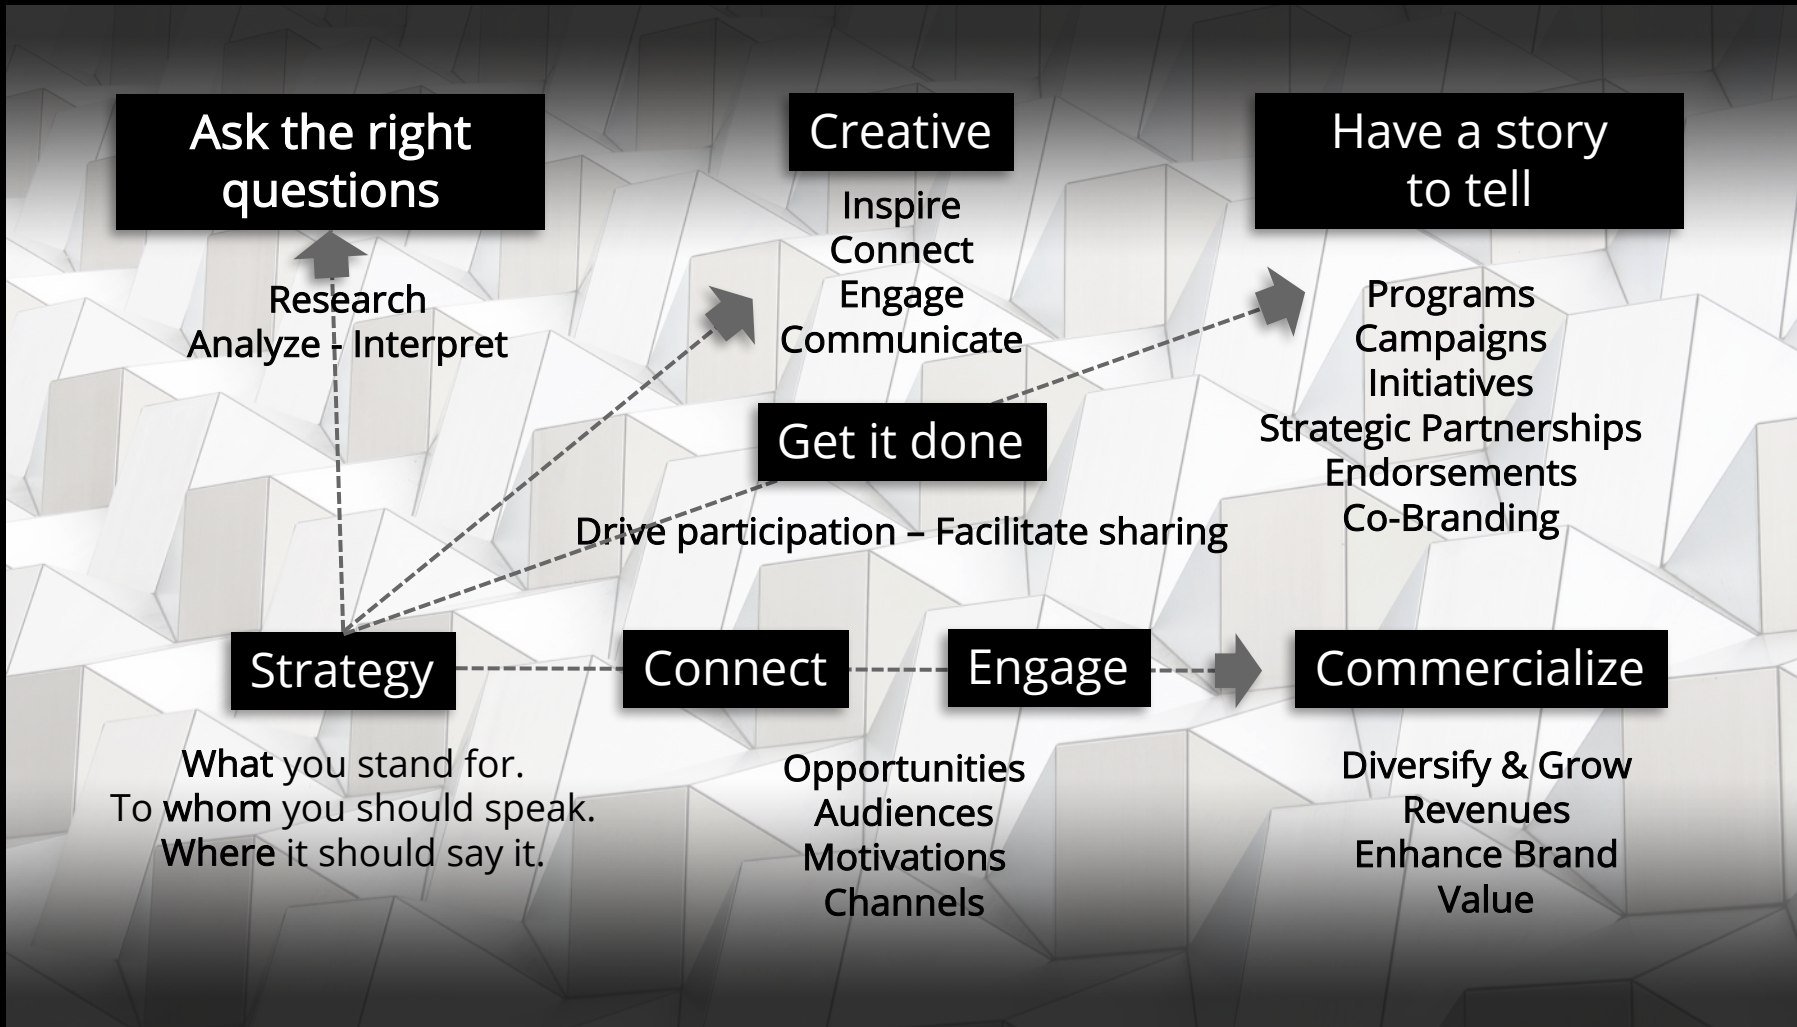 Ask the right
questions
Research
Analyze - Interpret
Creative
Inspire
Connect
Engage
Communicate
Have a story
to tell
Programs
Campaigns
Initiatives
Strategic Partnerships
Endorsements
Co-Branding
Get it done
Drive participation – Facilitate sharing
Strategy
What you stand for.
To whom you should speak.
Where it should say it.
Connect
Engage
Opportunities
Audiences
Motivations
Channels
Commercialize
Diversify & Grow
Revenues
Enhance Brand
Value